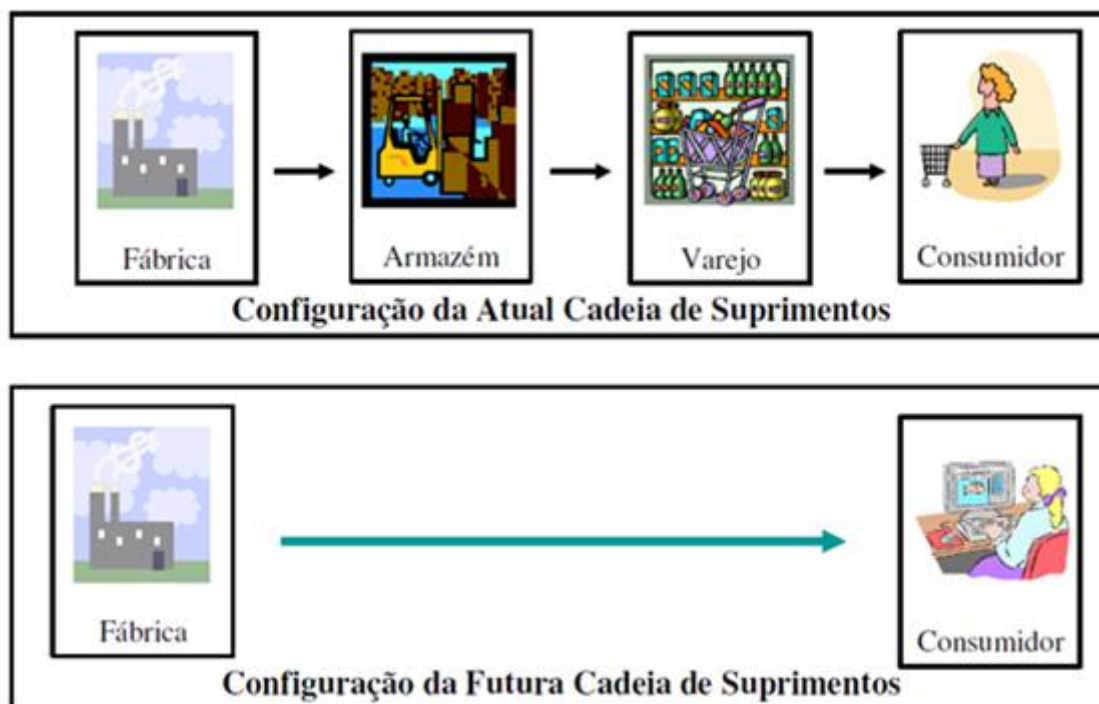 Fábrica
Armazém
Varejo
Consumidor
Configuração da Atual Cadeia de Suprimentos
Fábrica
Consumidor
Configuração da Futura Cadeia de Suprimentos